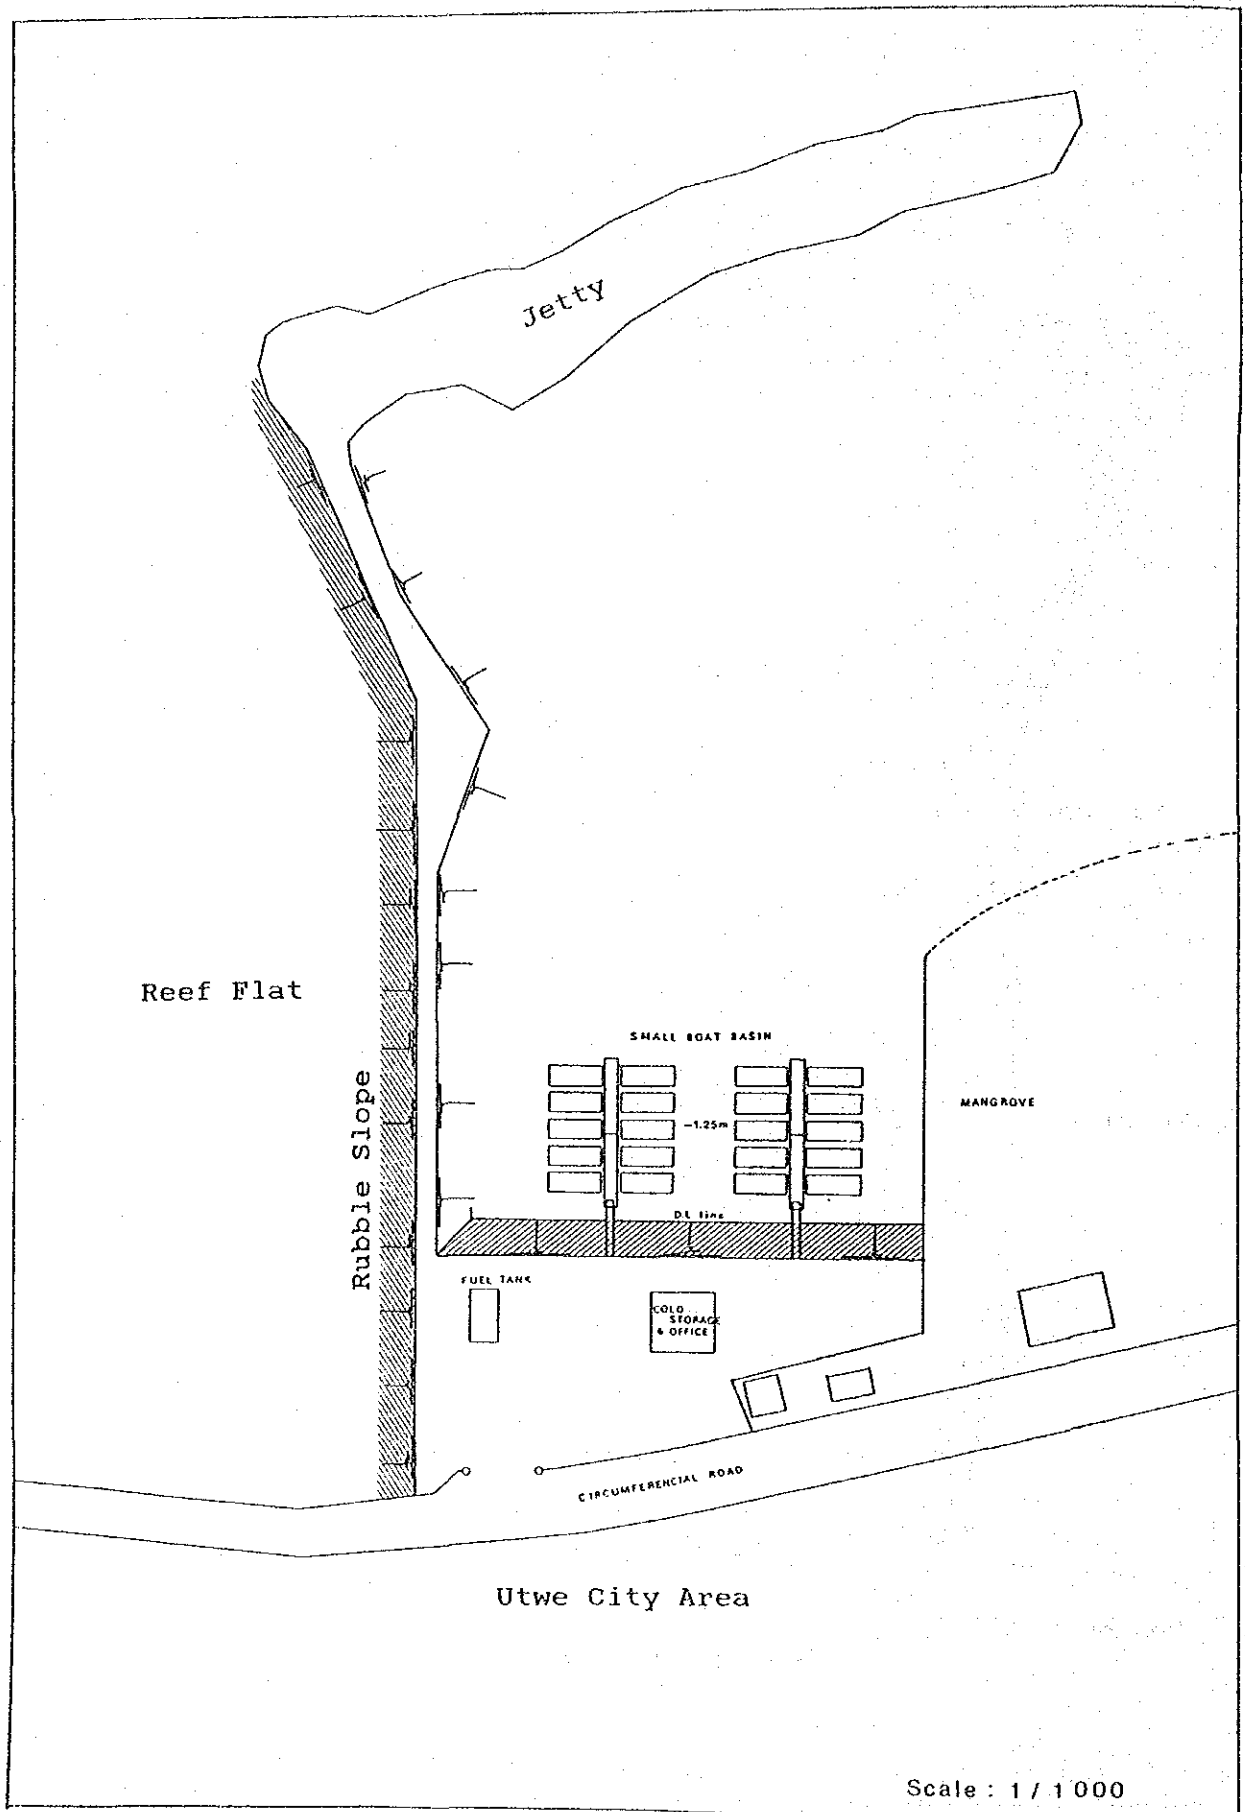 Jetty
Reef Flat
Rubble Slope
SMALL BOAT BASIN
-1.25m
MANGROVE
D.L line
FUEL TANK
COLD
STORAGE
& OFFICE
CIRCUMFERENCIAL ROAD
Utwe City Area
Scale : 1 / 1000